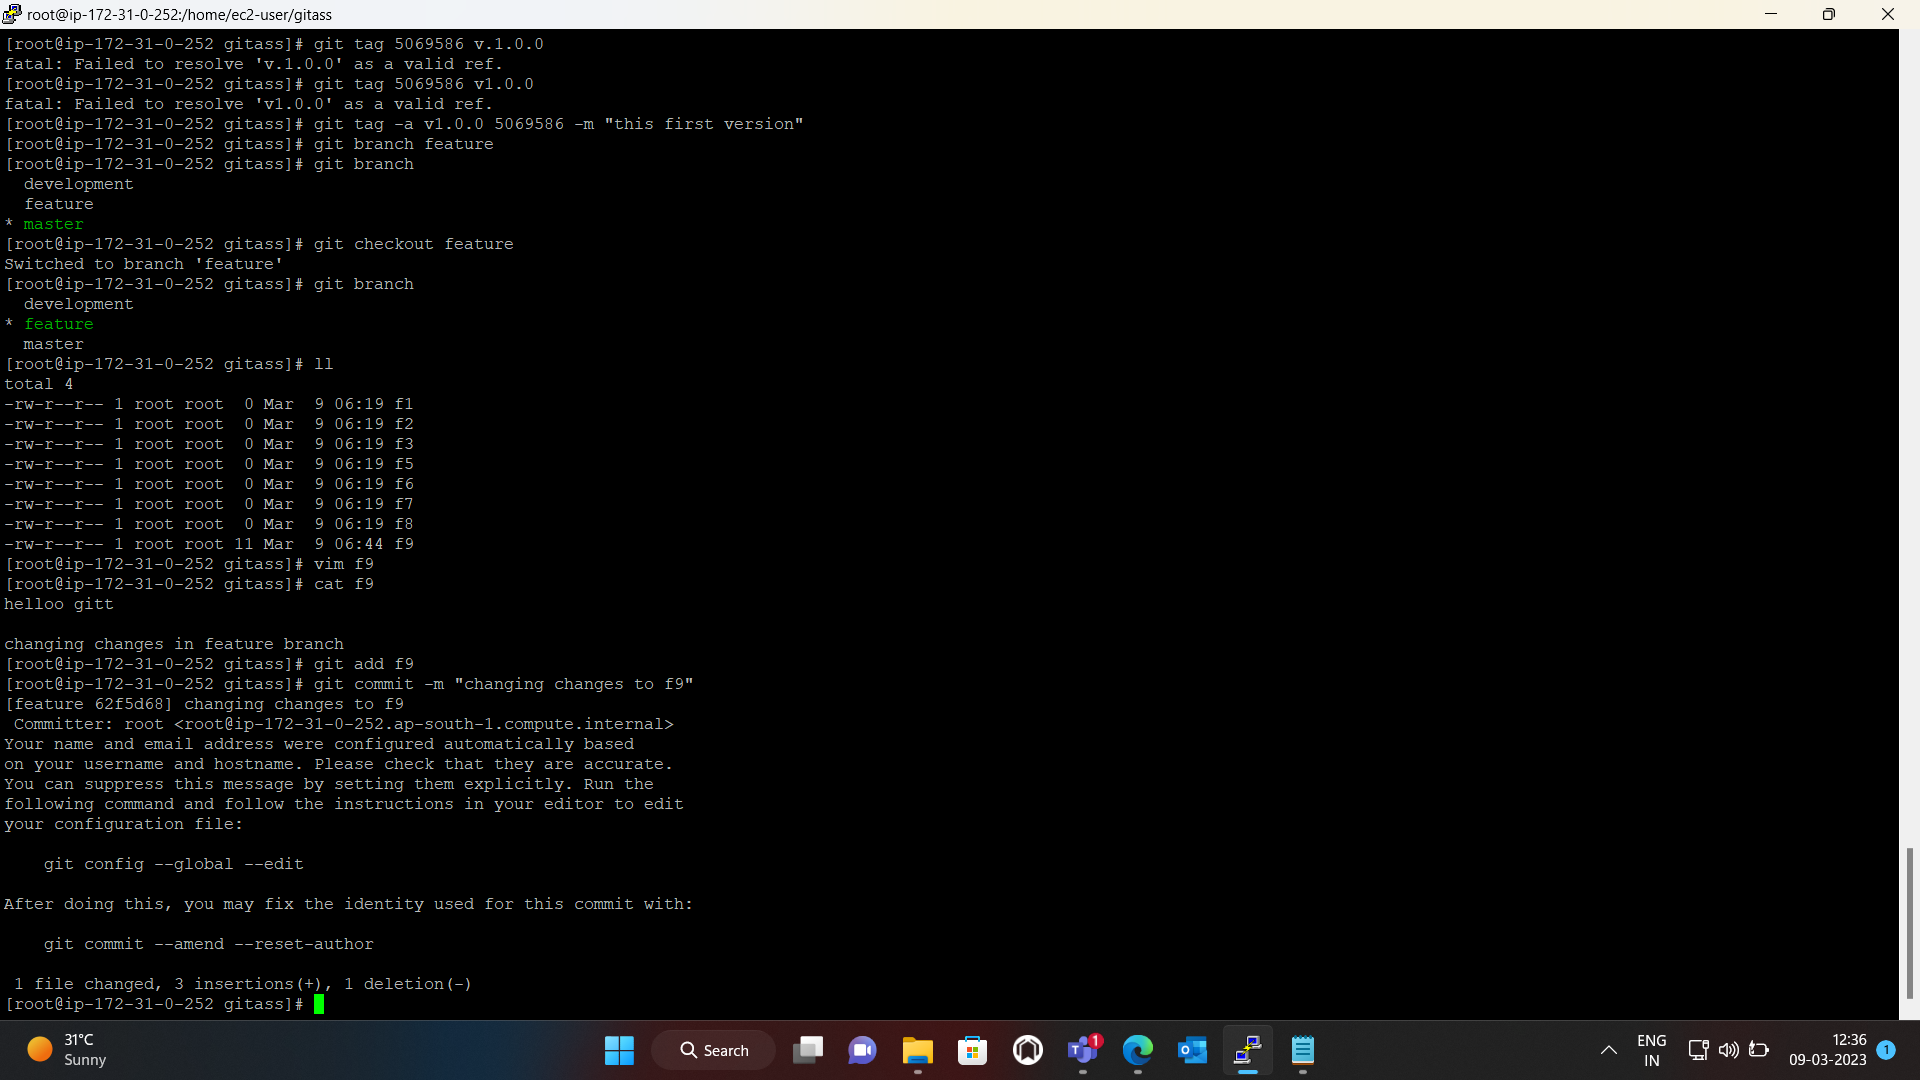 root@ip-172-31-0-252:/home/ec2-user/gitass
[root@ip-172-31-0-252 gitass]# git tag 5069586 v.1.0.0
fatal: Failed to resolve 'v.1.0.0' as a valid ref.
[root@ip-172-31-0-252 gitass]# git tag 5069586 v1.0.0
fatal: Failed to resolve 'v1.0.0' as a valid ref.
[root@ip-172-31-0-252 gitass]# git tag -a v1.0.0 5069586 -m "this first version"
[root@ip-172-31-0-252 gitass]# git branch feature
[root@ip-172-31-0-252 gitass]# git branch
  development
  feature
* master
[root@ip-172-31-0-252 gitass]# git checkout feature
Switched to branch 'feature'
[root@ip-172-31-0-252 gitass]# git branch
  development
* feature
  master
[root@ip-172-31-0-252 gitass]# ll
total 4
-rw-r--r-- 1 root root  0 Mar  9 06:19 f1
-rw-r--r-- 1 root root  0 Mar  9 06:19 f2
-rw-r--r-- 1 root root  0 Mar  9 06:19 f3
-rw-r--r-- 1 root root  0 Mar  9 06:19 f5
-rw-r--r-- 1 root root  0 Mar  9 06:19 f6
-rw-r--r-- 1 root root  0 Mar  9 06:19 f7
-rw-r--r-- 1 root root  0 Mar  9 06:19 f8
-rw-r--r-- 1 root root 11 Mar  9 06:44 f9
[root@ip-172-31-0-252 gitass]# vim f9
[root@ip-172-31-0-252 gitass]# cat f9
helloo gitt

changing changes in feature branch
[root@ip-172-31-0-252 gitass]# git add f9
[root@ip-172-31-0-252 gitass]# git commit -m "changing changes to f9"
[feature 62f5d68] changing changes to f9
 Committer: root <root@ip-172-31-0-252.ap-south-1.compute.internal>
Your name and email address were configured automatically based
on your username and hostname. Please check that they are accurate.
You can suppress this message by setting them explicitly. Run the
following command and follow the instructions in your editor to edit
your configuration file:

    git config --global --edit

After doing this, you may fix the identity used for this commit with:

    git commit --amend --reset-author

 1 file changed, 3 insertions(+), 1 deletion(-)
[root@ip-172-31-0-252 gitass]#
31°C
Sunny
Search
1
ENG
IN
12:36
09-03-2023
1